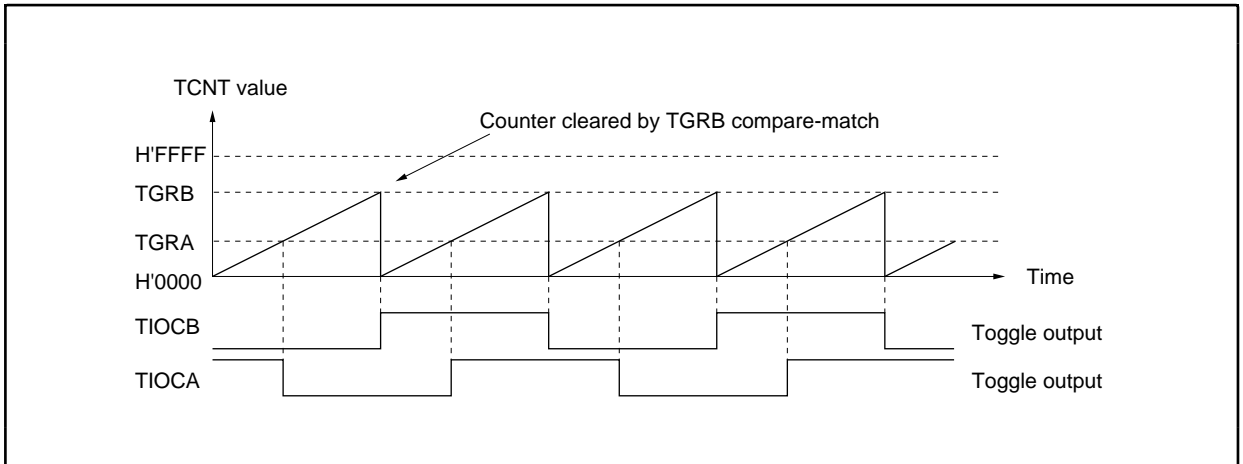 TCNT value
Counter cleared by TGRB compare-match
H'FFFF
TGRB
TGRA
H'0000
Time
TIOCB
Toggle output
TIOCA
Toggle output